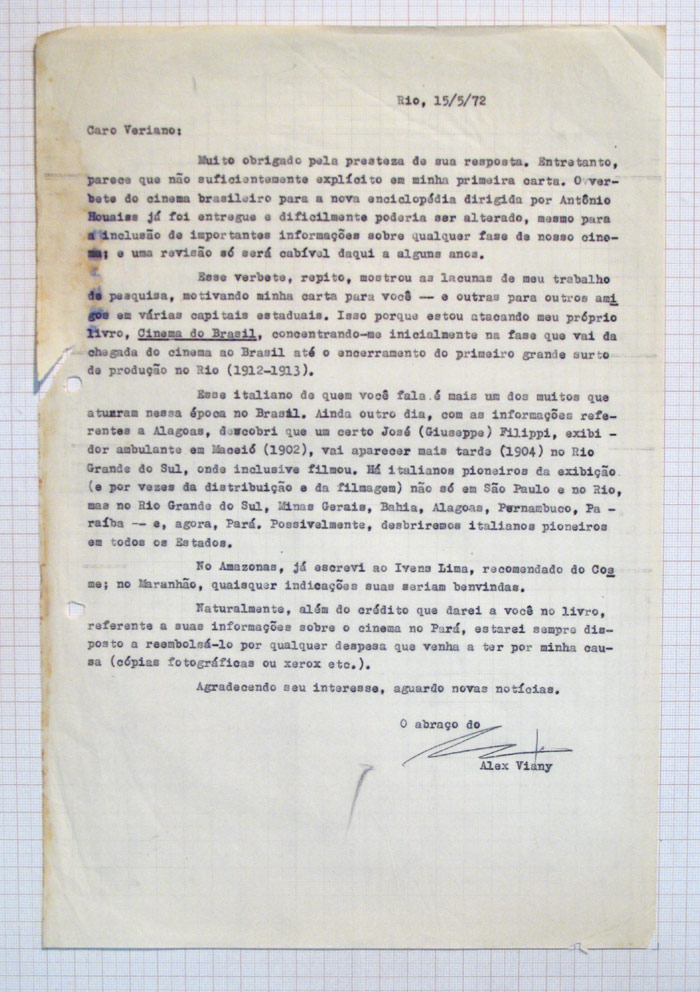 Rio, 15/5/72
Caro Veriano:
Muito obrigado pela presteza de sua resposta. Entretanto,
parece que não suficientemente explícito em minha primeira carta. O ver-
bete do cinema brasileiro para a nova enciclopédia dirigida por Antônio
Houaiss já foi entregue e dificilmente poderia ser alterado, mesmo para
a inclusão de importantes informações sobre qualquer fase de nosso cine-
ma; e uma revisão só será cabível daqui a alguns anos.
Esse verbete, repito, mostrou as lacunas de meu trabalho
de pesquisa, motivando minha carta para você -- e outras para outros ami
gos em várias capitais estaduais. Isso porque estou atacando meu próprio
livro, Cinema do Brasil, concentrando-me inicialmente na fase que vai da
chegada do cinema ao Brasil até o encerramento do primeiro grande surto
de produção no Rio (1912-1913).
Esse italiano de quem você fala é mais um dos muitos que
atuaram nessa época no Brasil. Ainda outro dia, com as informações refe-
rentes a Alagoas, descobri que um certo José (Giuseppe) Filippi, exibi -
dor ambulante em Maceió (1902), vai aparecer mais tarde (1904) no Rio
Grande do Sul, onde inclusive filmou. Há italianos pioneiros da exibição
(e por vezes da distribuição e da filmagem) não só em São Paulo e no Rio,
mas no Rio Grande do Sul, Minas Gerais, Bahia, Alagoas, Pernambuco, Pa -
raíba -- e, agora, Pará. Possivelmente, desbriremos italianos pioneiros
em todos os Estados.
No Amazonas, já escrevi ao Ivens Lima, recomendado do Cos
me; no Maranhão, quaisquer indicações suas seriam benvindas.
Naturalmente, além do crédito que darei a você no livro,
referente a suas informações sobre o cinema no Pará, estarei sempre dis-
posto a reembolsá-lo por qualquer despesa que venha a ter por minha cau-
sa (cópias fotográficas ou xerox etc.).
Agradecendo seu interesse, aguardo novas notícias.
O abraço do
Alex Viany